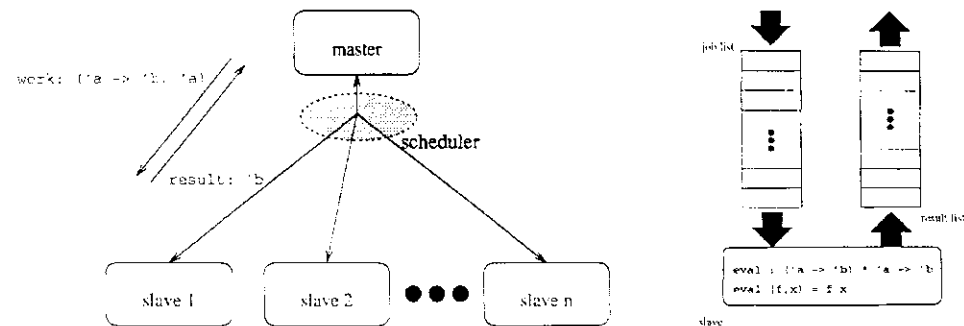 master
work: ('a -> 'b, 'a)
scheduler
result: 'b
slave 1
slave 2
slave n
job list
result list
eval : ('a -> 'b) * 'a -> 'b
eval (f,x) = f x
slave